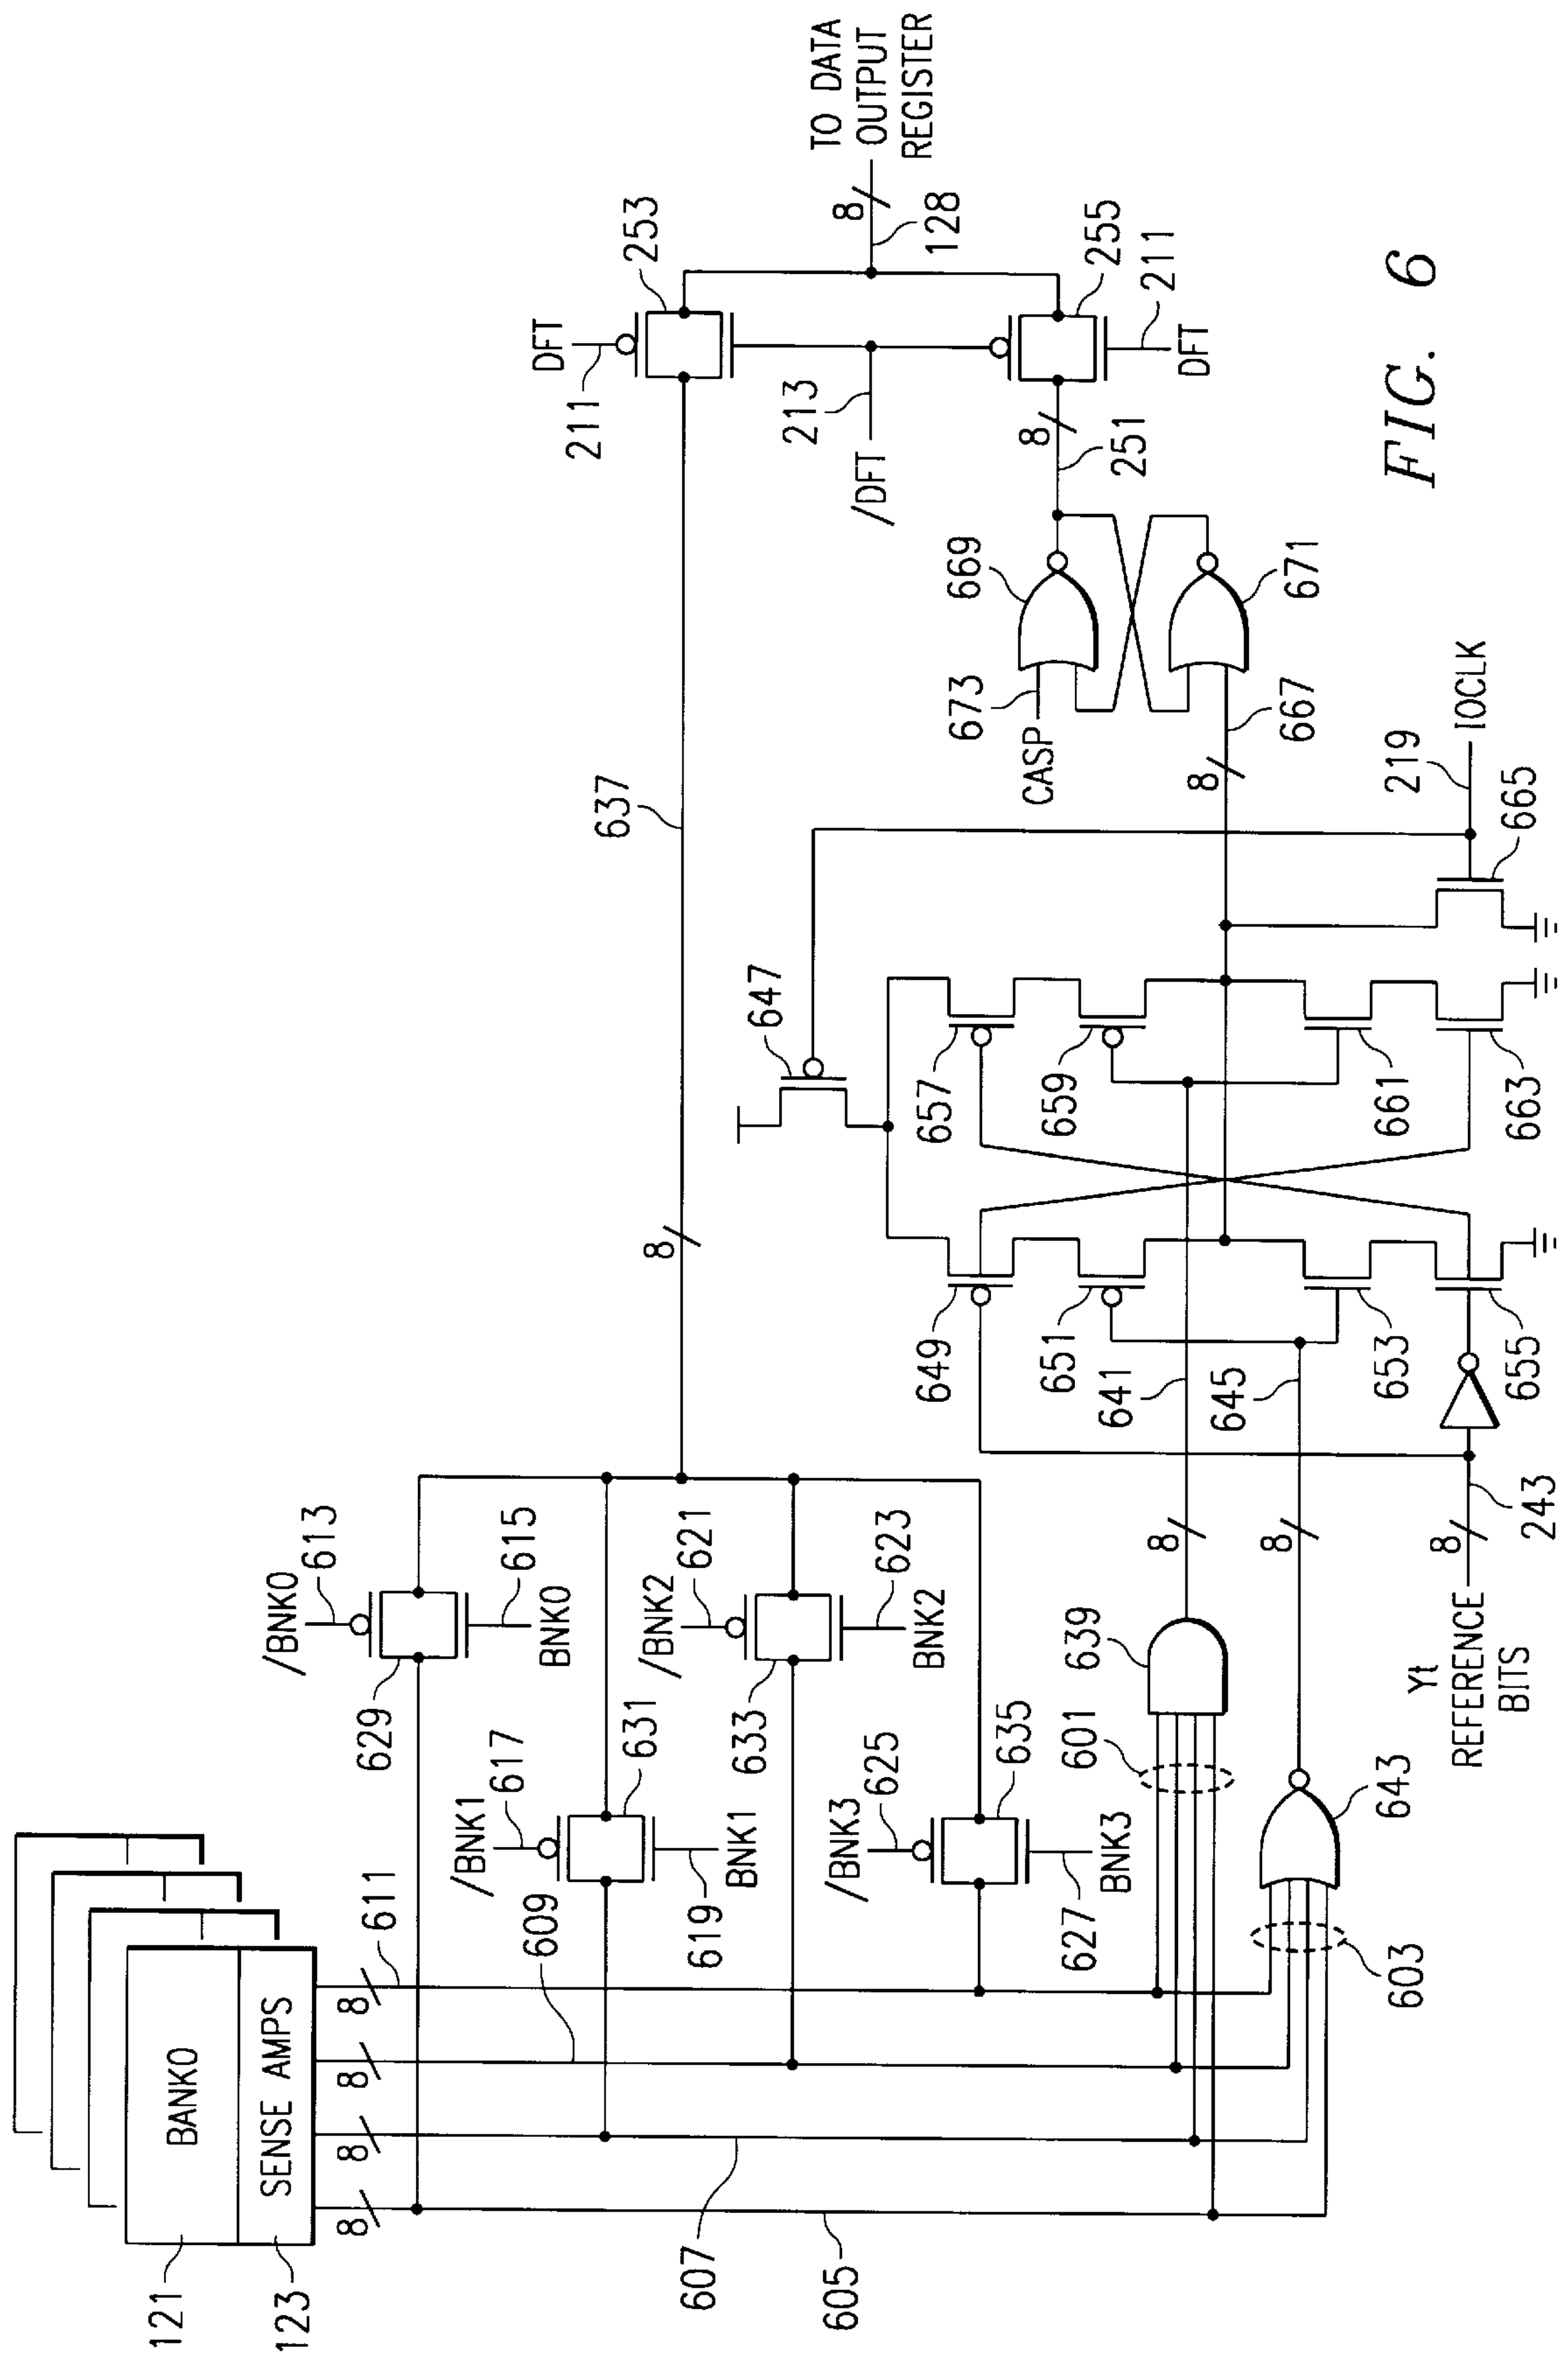 121
BANK0
123
SENSE AMPS
8
8
8
8
605
607
609
611
/BNK0
613
629
615
BNK0
/BNK1
617
631
619
BNK1
/BNK2
621
633
623
BNK2
/BNK3
625
635
627
BNK3
8
637
601
639
8
641
603
643
8
645
Yt
REFERENCE
BITS
8
243
647
649
651
653
655
657
659
661
663
665
219
IOCLK
8
667
CASP
673
669
671
8
251
DFT
211
253
/DFT
213
255
211
DFT
8
128
TO DATA
OUTPUT
REGISTER
FIG. 6